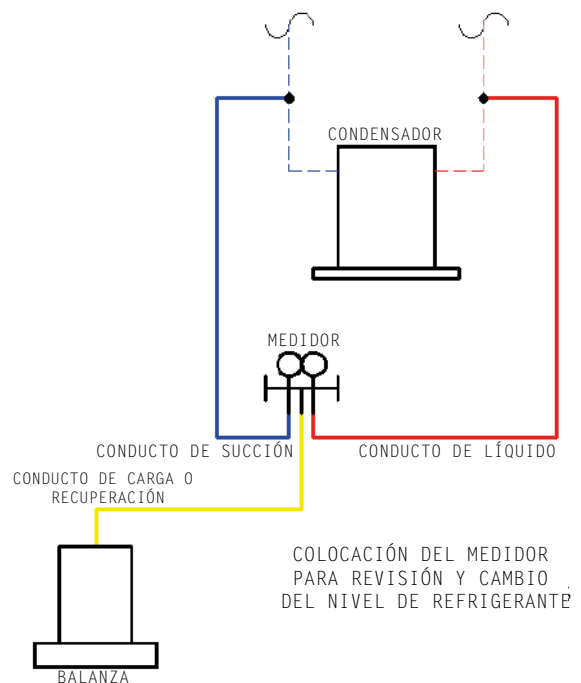 CONDENSADOR
MEDIDOR
CONDUCTO DE SUCCIÓN
CONDUCTO DE LÍQUIDO
CONDUCTO DE CARGA O
RECUPERACIÓN
COLOCACIÓN DEL MEDIDOR
PARA REVISIÓN Y CAMBIO
DEL NIVEL DE REFRIGERANTE
BALANZA